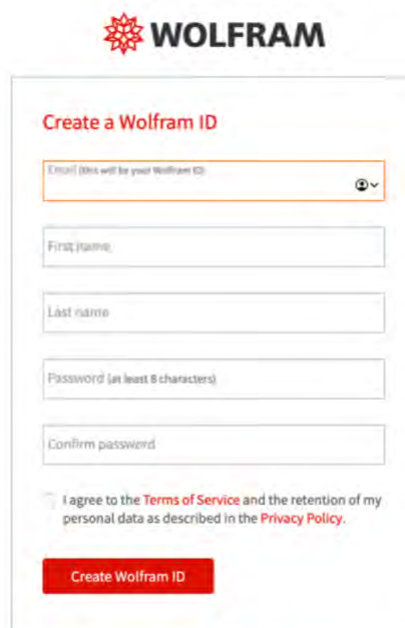 WOLFRAM
Create a Wolfram ID
Email (this will be your Wolfram ID)
First name
Last name
Password (at least 8 characters)
Confirm password
I agree to the Terms of Service and the retention of my
personal data as described in the Privacy Policy.
Create Wolfram ID